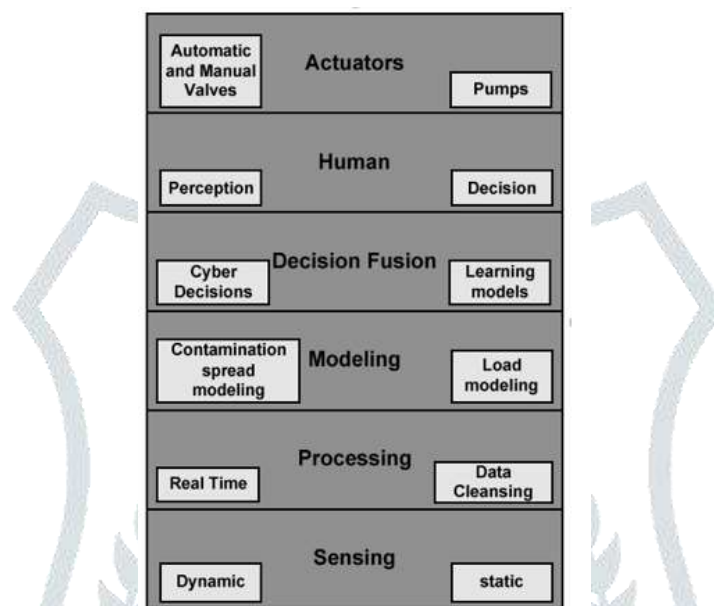 Automatic
and Manual
Valves
Actuators
Pumps
Human
Perception
Decision
Decision Fusion
Cyber
Decisions
Learning
models
Contamination
spread
modeling
Modeling
Load
modeling
Processing
Real Time
Data
Cleansing
Sensing
Dynamic
static